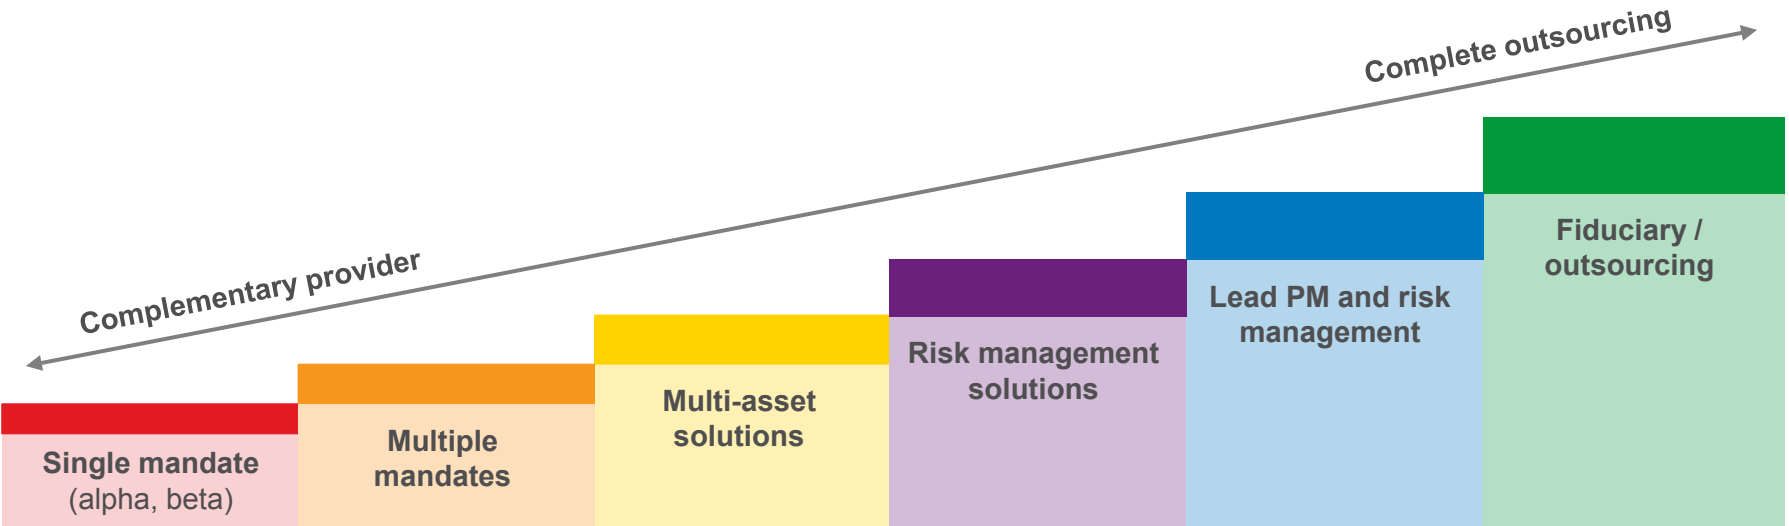 Complete outsourcing
Complementary provider
Single mandate
(alpha, beta)
Multiple
mandates
Multi-asset
solutions
Risk management
solutions
Lead PM and risk
management
Fiduciary /
outsourcing